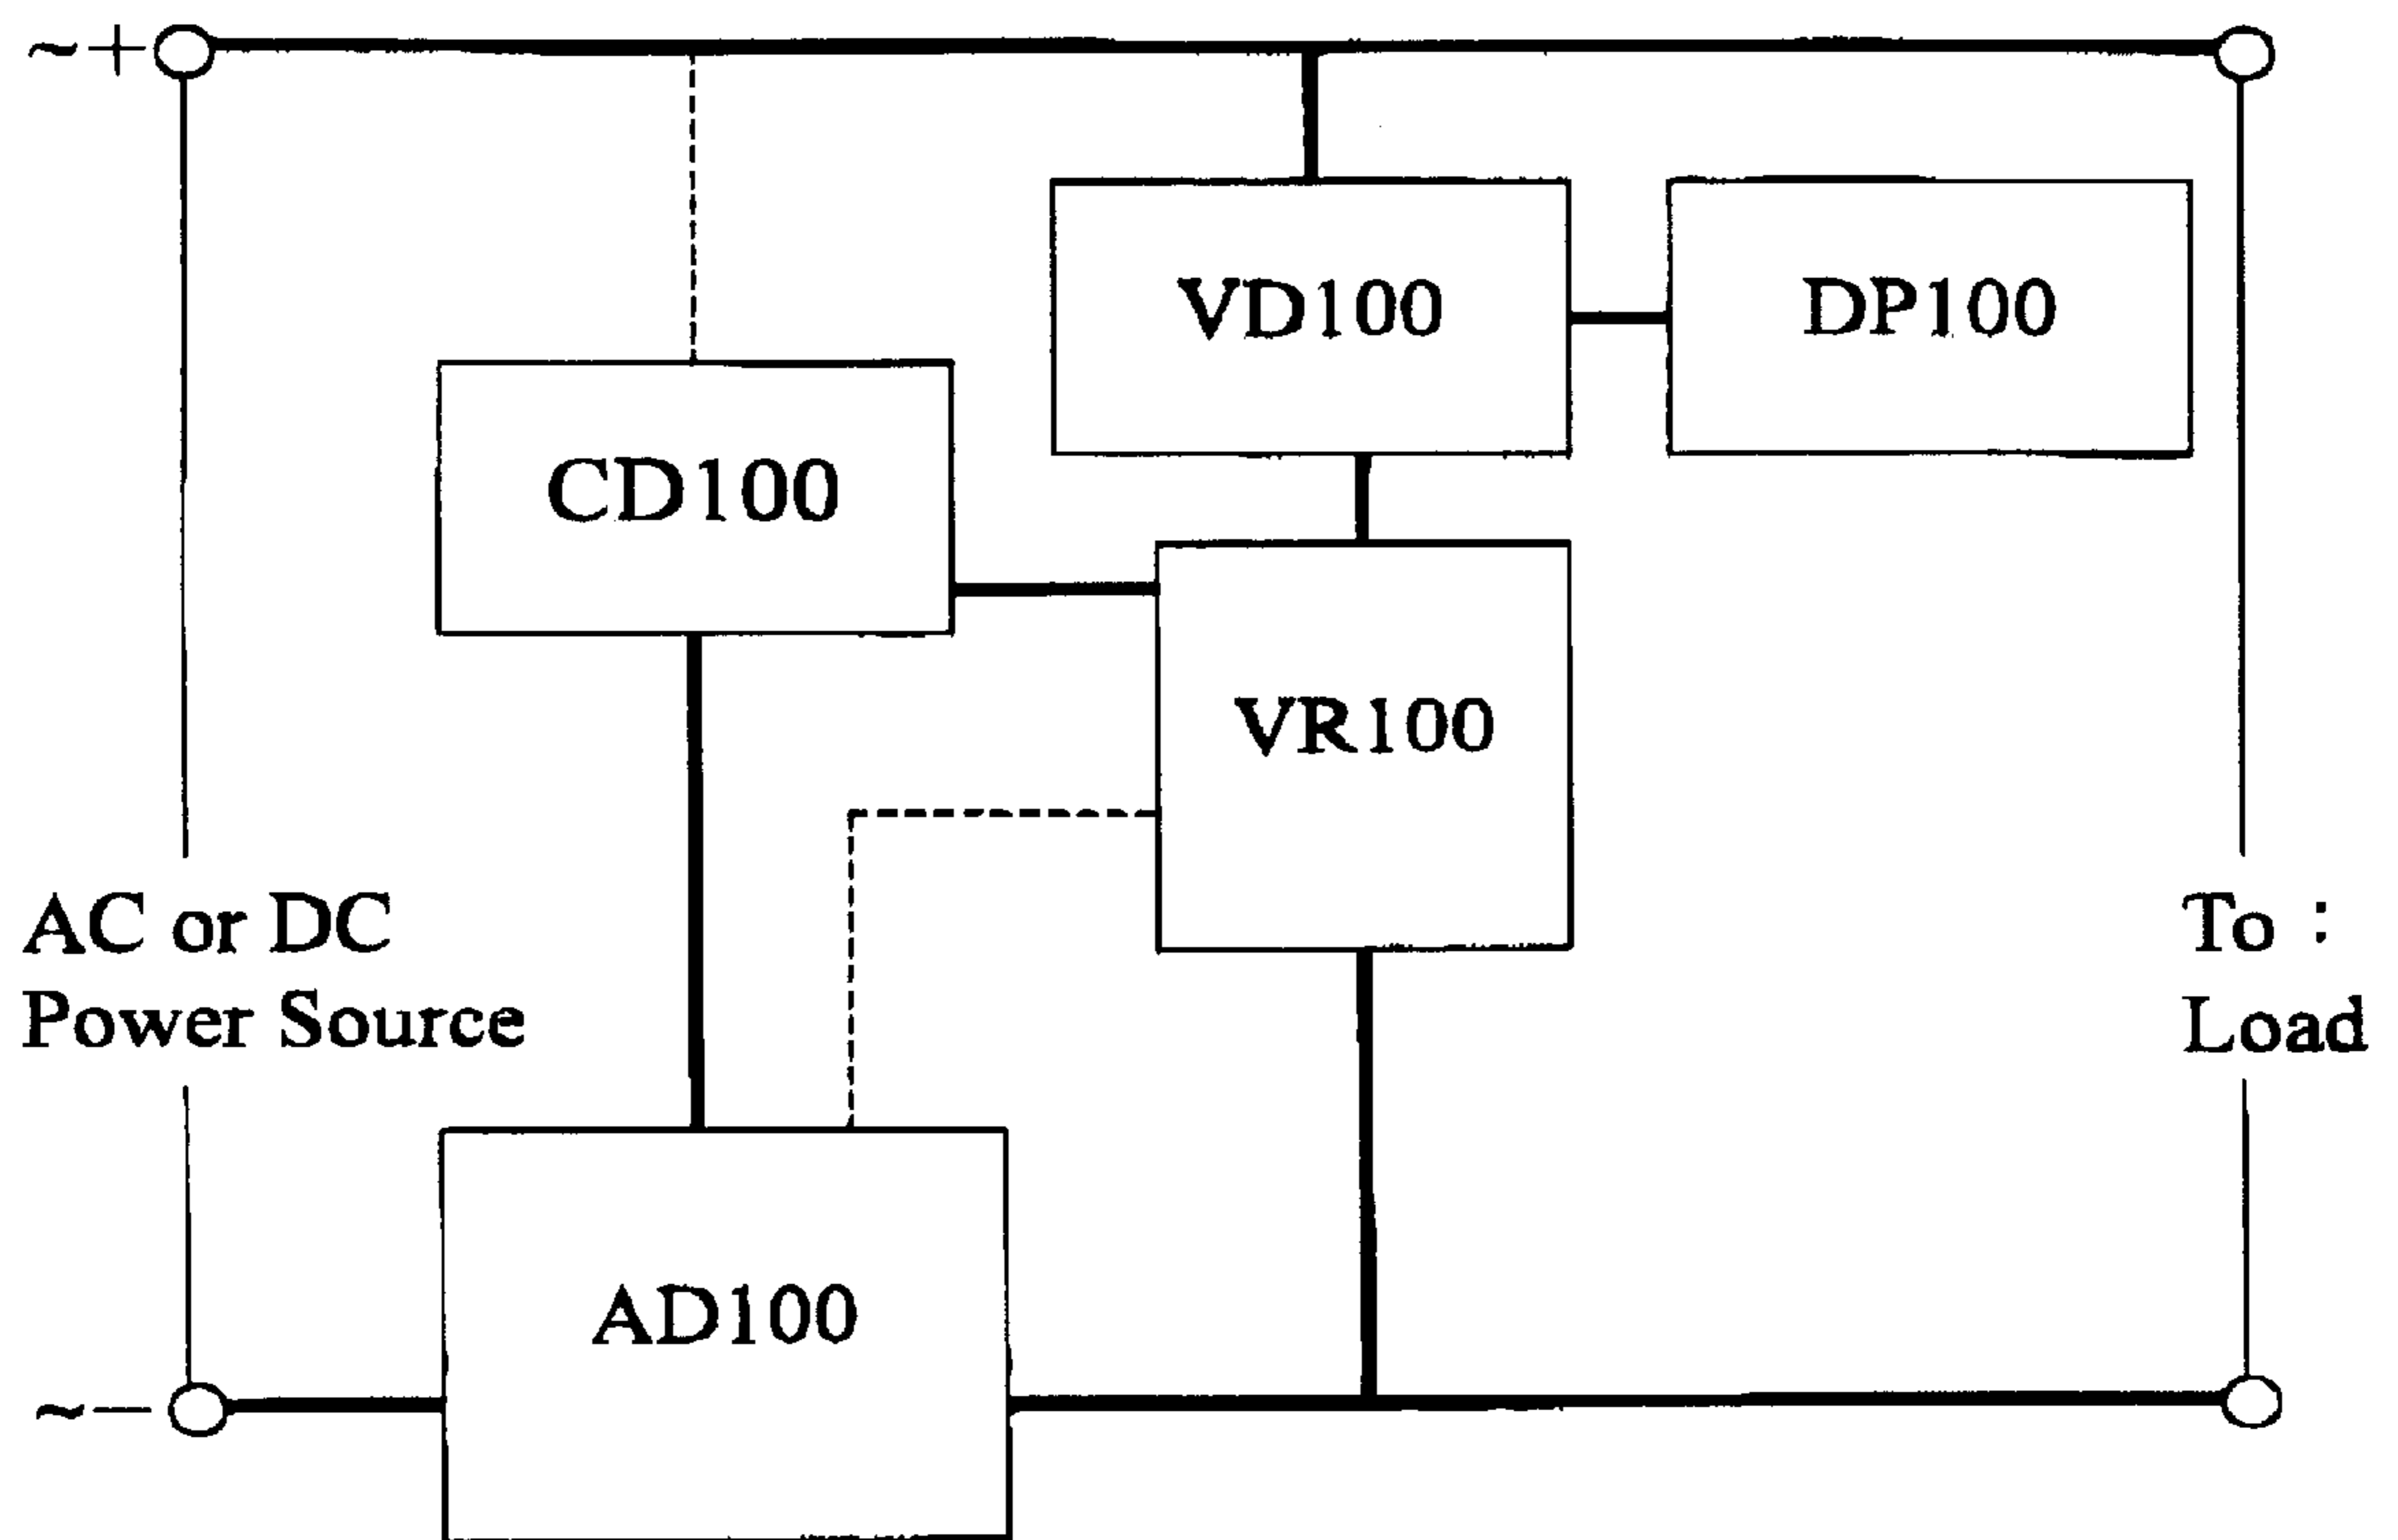 ~+
VD100
DP100
CD100
VR100
AC or DC
Power Source
To :
Load
AD100
~−